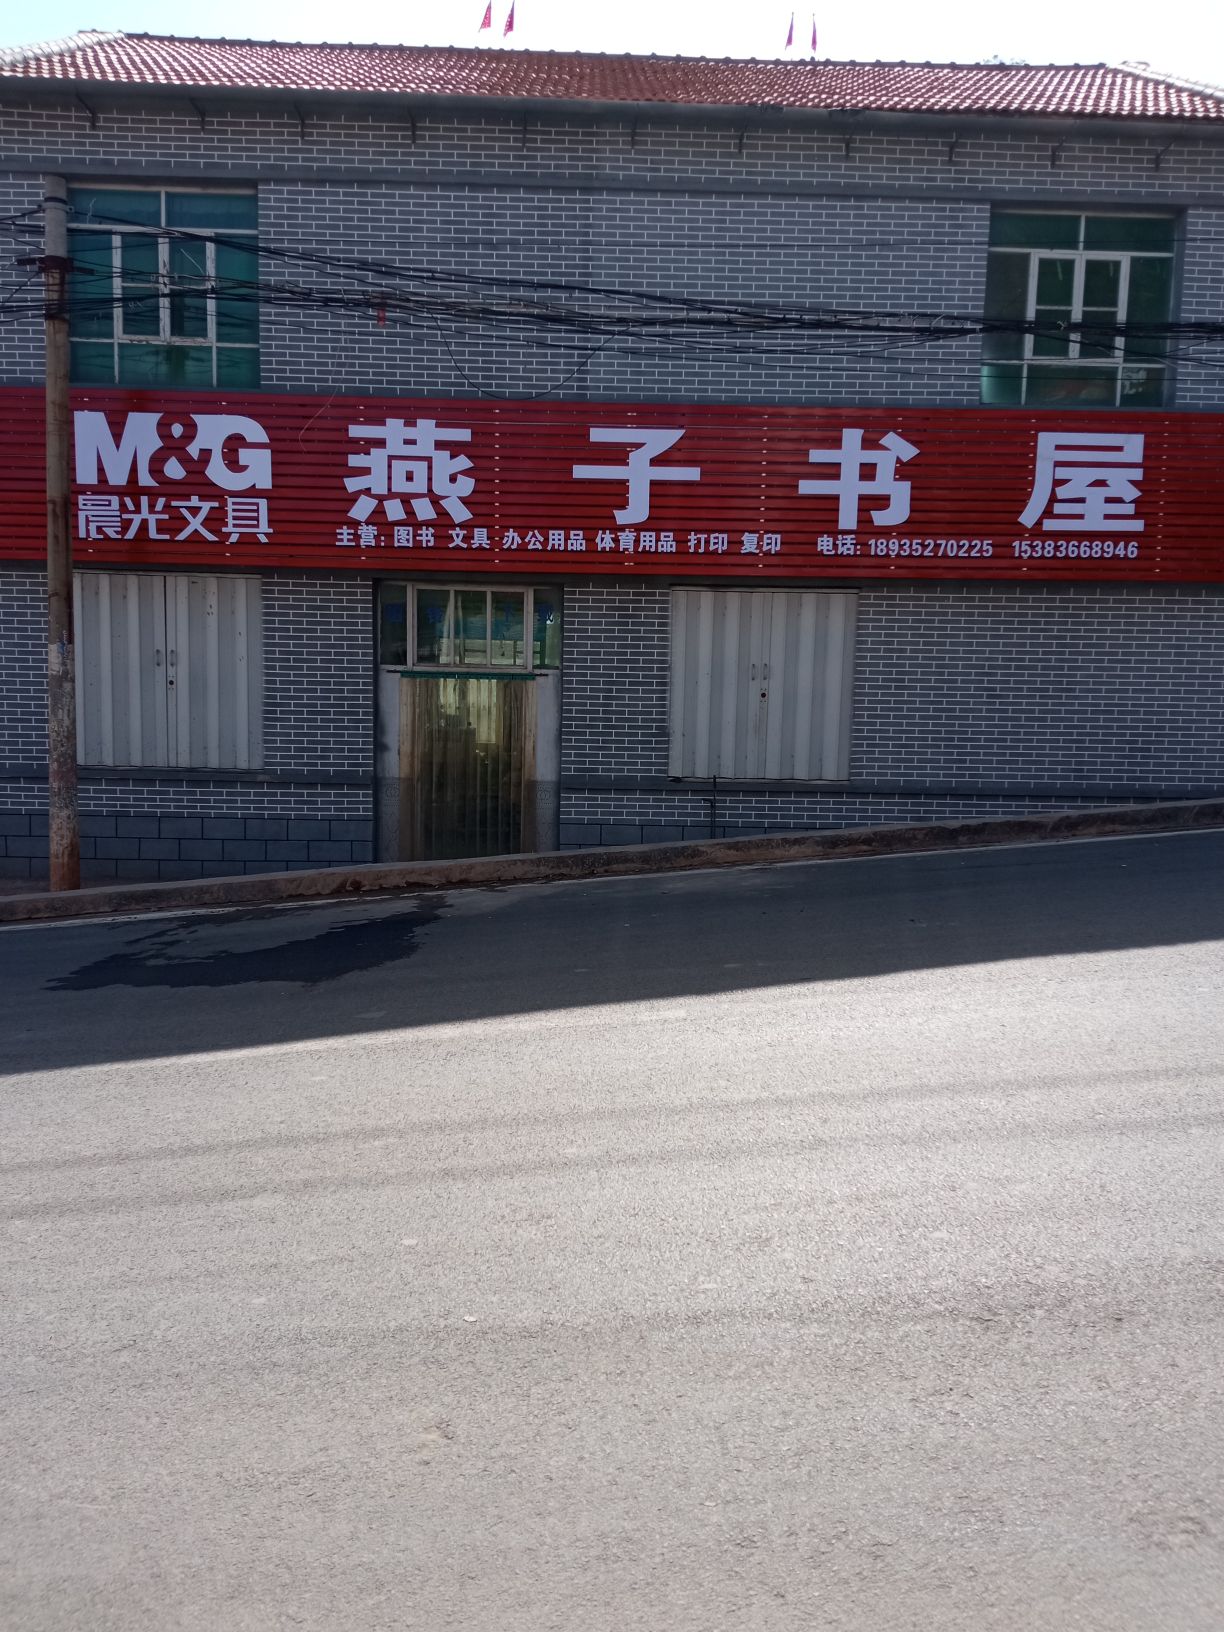 M&G
晨光文具
燕子书屋
主营: 图书 文具 办公用品 体育用品 打印 复印 电话: 18935270225 15383668946